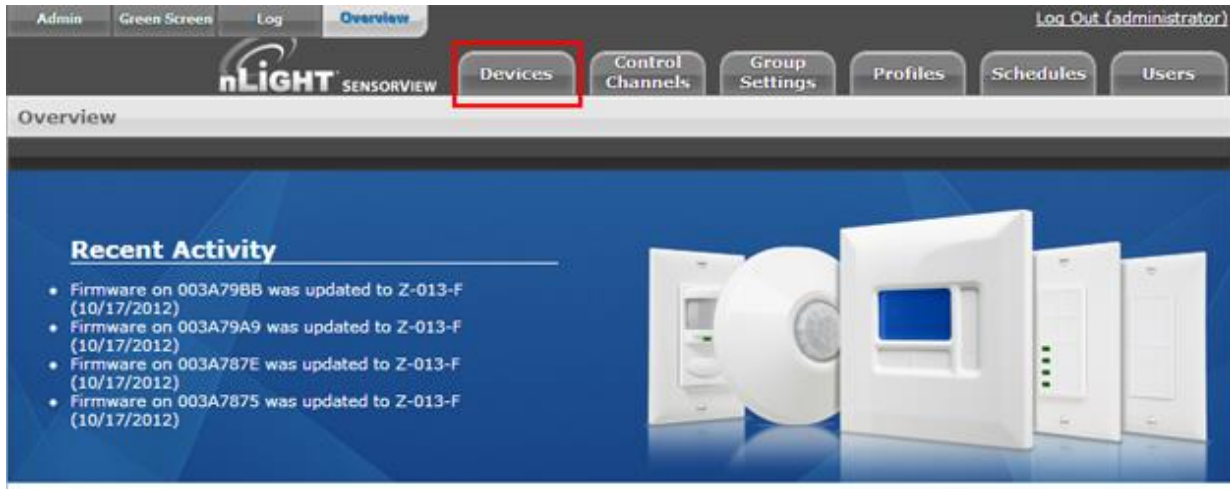 Admin Green Screen Log Overview Log Out (administrator)
nLIGHT SENSORVIEW Devices Control Channels Group Settings Profiles Schedules Users
Overview
Recent Activity
• Firmware on 003A79BB was updated to Z-013-F
(10/17/2012)
• Firmware on 003A79A9 was updated to Z-013-F
(10/17/2012)
• Firmware on 003A787E was updated to Z-013-F
(10/17/2012)
• Firmware on 003A7875 was updated to Z-013-F
(10/17/2012)